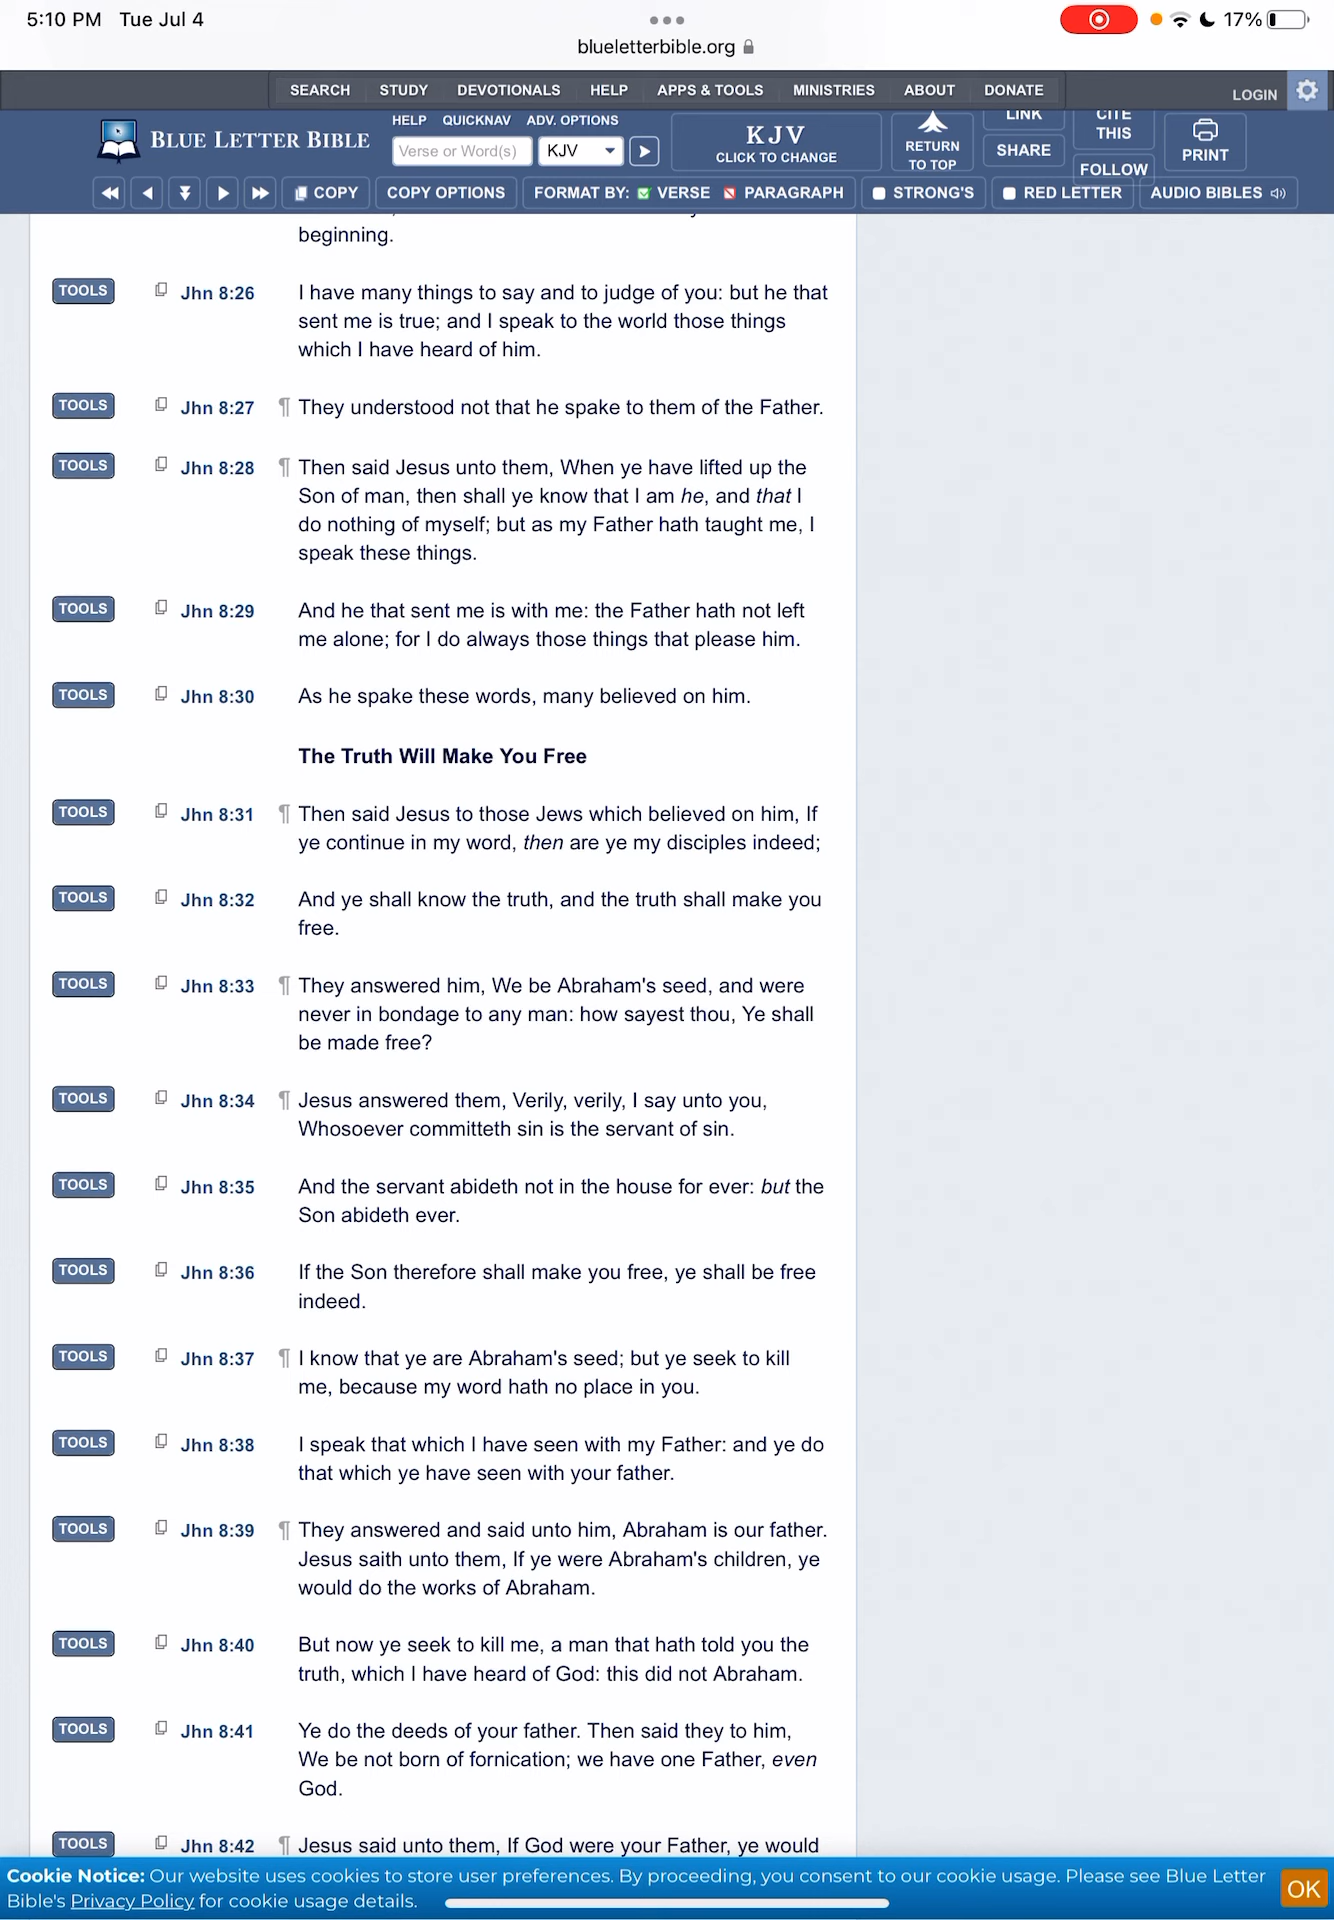 5:10 PM Tue Jul 4
17%
blueletterbible.org
SEARCH STUDY DEVOTIONALS HELP APPS & TOOLS MINISTRIES ABOUT DONATE
LOGIN
BLUE LETTER BIBLE
HELP QUICKNAV ADV. OPTIONS
Verse or Word(s) KJV
KJV
CLICK TO CHANGE
RETURN
TO TOP
LINK
SHARE
CITE
THIS
FOLLOW
PRINT
COPY COPY OPTIONS FORMAT BY: VERSE PARAGRAPH STRONG'S RED LETTER AUDIO BIBLES
beginning.
TOOLS Jhn 8:26 I have many things to say and to judge of you: but he that
sent me is true; and I speak to the world those things
which I have heard of him.
TOOLS Jhn 8:27 ¶ They understood not that he spake to them of the Father.
TOOLS Jhn 8:28 ¶ Then said Jesus unto them, When ye have lifted up the
Son of man, then shall ye know that I am he, and that I
do nothing of myself; but as my Father hath taught me, I
speak these things.
TOOLS Jhn 8:29 And he that sent me is with me: the Father hath not left
me alone; for I do always those things that please him.
TOOLS Jhn 8:30 As he spake these words, many believed on him.
The Truth Will Make You Free
TOOLS Jhn 8:31 ¶ Then said Jesus to those Jews which believed on him, If
ye continue in my word, then are ye my disciples indeed;
TOOLS Jhn 8:32 And ye shall know the truth, and the truth shall make you
free.
TOOLS Jhn 8:33 ¶ They answered him, We be Abraham's seed, and were
never in bondage to any man: how sayest thou, Ye shall
be made free?
TOOLS Jhn 8:34 ¶ Jesus answered them, Verily, verily, I say unto you,
Whosoever committeth sin is the servant of sin.
TOOLS Jhn 8:35 And the servant abideth not in the house for ever: but the
Son abideth ever.
TOOLS Jhn 8:36 If the Son therefore shall make you free, ye shall be free
indeed.
TOOLS Jhn 8:37 ¶ I know that ye are Abraham's seed; but ye seek to kill
me, because my word hath no place in you.
TOOLS Jhn 8:38 I speak that which I have seen with my Father: and ye do
that which ye have seen with your father.
TOOLS Jhn 8:39 ¶ They answered and said unto him, Abraham is our father.
Jesus saith unto them, If ye were Abraham's children, ye
would do the works of Abraham.
TOOLS Jhn 8:40 But now ye seek to kill me, a man that hath told you the
truth, which I have heard of God: this did not Abraham.
TOOLS Jhn 8:41 Ye do the deeds of your father. Then said they to him,
We be not born of fornication; we have one Father, even
God.
TOOLS Jhn 8:42 ¶ Jesus said unto them, If God were your Father, ye would
Cookie Notice: Our website uses cookies to store user preferences. By proceeding, you consent to our cookie usage. Please see Blue Letter
Bible's Privacy Policy for cookie usage details.
OK